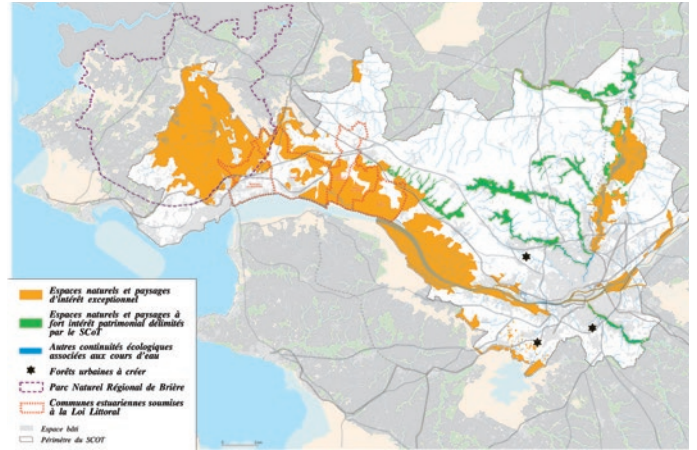 Espaces naturels et paysages
d'intérêt exceptionnel
Espaces naturels et paysages à
fort intérêt patrimonial délimités
par le SCoT
Autres continuités écologiques
associées aux cours d'eau
Forêts urbaines à créer
Parc Naturel Régional de Brière
Communes estuariennes soumises
à la Loi Littoral
Espace bâti
Périmètre du SCOT